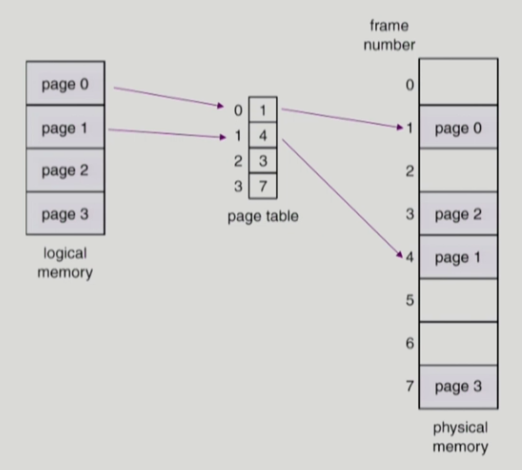 page 0
page 1
page 2
page 3
logical
memory
0 1
1 4
2 3
3 7
page table
frame
number
0
1 page 0
2
3 page 2
4 page 1
5
6
7 page 3
physical
memory